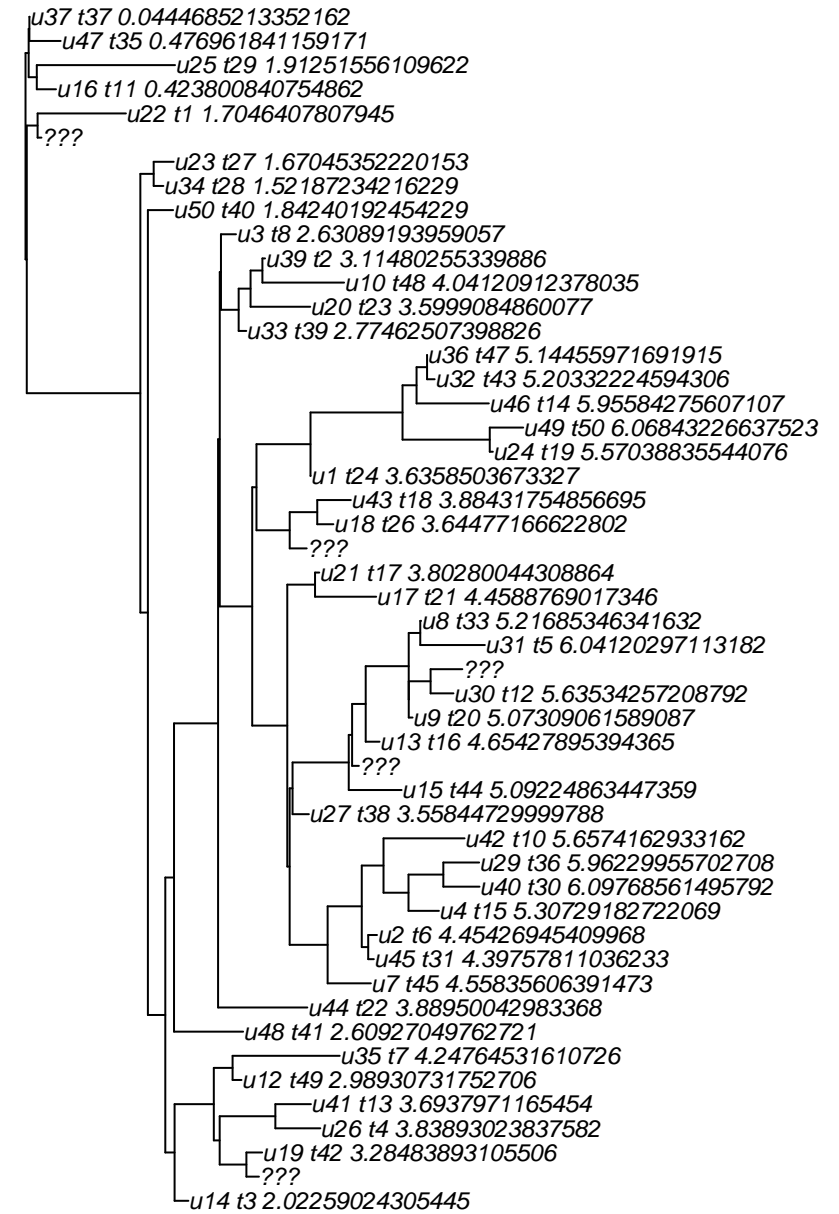 u37 t37 0.0444685213352162
u47 t35 0.476961841159171
u25 t29 1.91251556109622
u16 t11 0.423800840754862
u22 t1 1.7046407807945
???
u23 t27 1.67045352220153
u34 t28 1.52187234216229
u50 t40 1.84240192454229
u3 t8 2.63089193959057
u39 t2 3.11480255339886
u10 t48 4.04120912378035
u20 t23 3.5999084860077
u33 t39 2.77462507398826
u36 t47 5.14455971691915
u32 t43 5.20332224594306
u46 t14 5.95584275607107
u49 t50 6.06843226637523
u24 t19 5.57038835544076
u1 t24 3.6358503673327
u43 t18 3.88431754856695
u18 t26 3.64477166622802
???
u21 t17 3.80280044308864
u17 t21 4.4588769017346
u8 t33 5.21685346341632
u31 t5 6.04120297113182
???
u30 t12 5.63534257208792
u9 t20 5.07309061589087
u13 t16 4.65427895394365
???
u15 t44 5.09224863447359
u27 t38 3.55844729999788
u42 t10 5.6574162933162
u29 t36 5.96229955702708
u40 t30 6.09768561495792
u4 t15 5.30729182722069
u2 t6 4.45426945409968
u45 t31 4.39757811036233
u7 t45 4.55835606391473
u44 t22 3.88950042983368
u48 t41 2.60927049762721
u35 t7 4.24764531610726
u12 t49 2.98930731752706
u41 t13 3.6937971165454
u26 t4 3.83893023837582
u19 t42 3.28483893105506
???
u14 t3 2.02259024305445